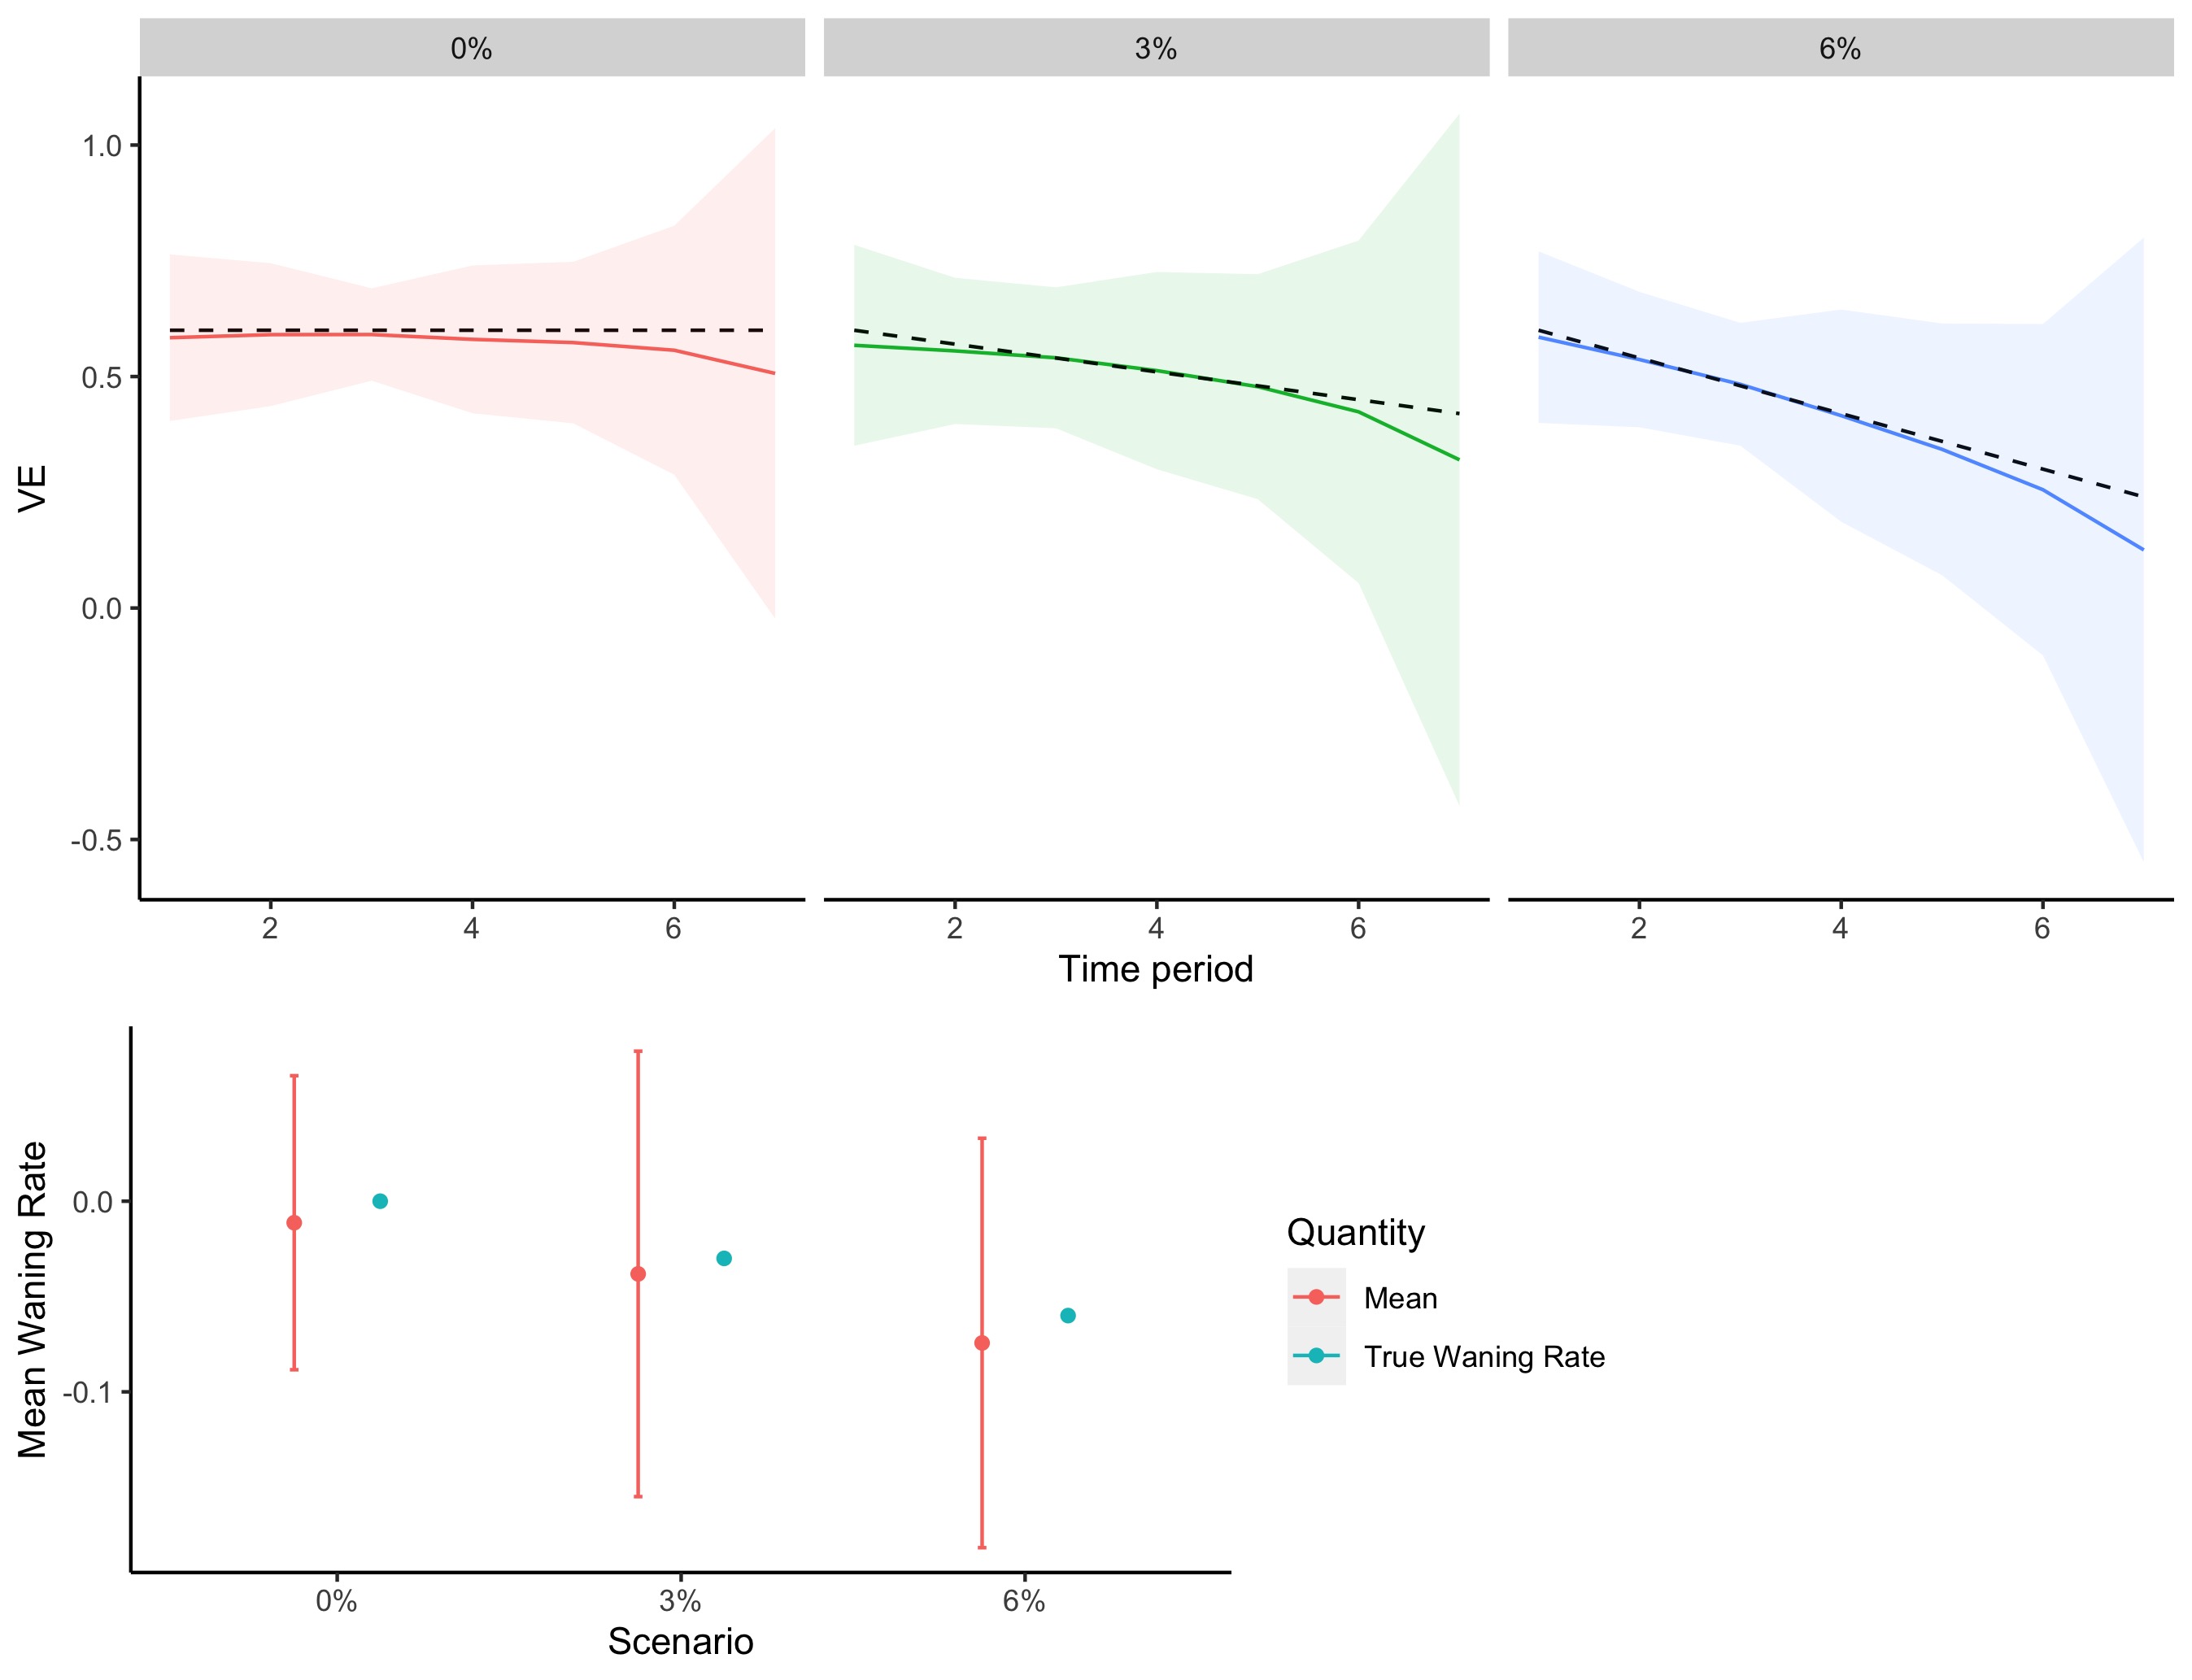 0% 3% 6%
1.0
0.5
0.0
-0.5
VE
2 4 6 2 4 6 2 4 6
Time period
0.0
-0.1
Mean Waning Rate
0% 3% 6%
Scenario
Quantity
Mean
True Waning Rate